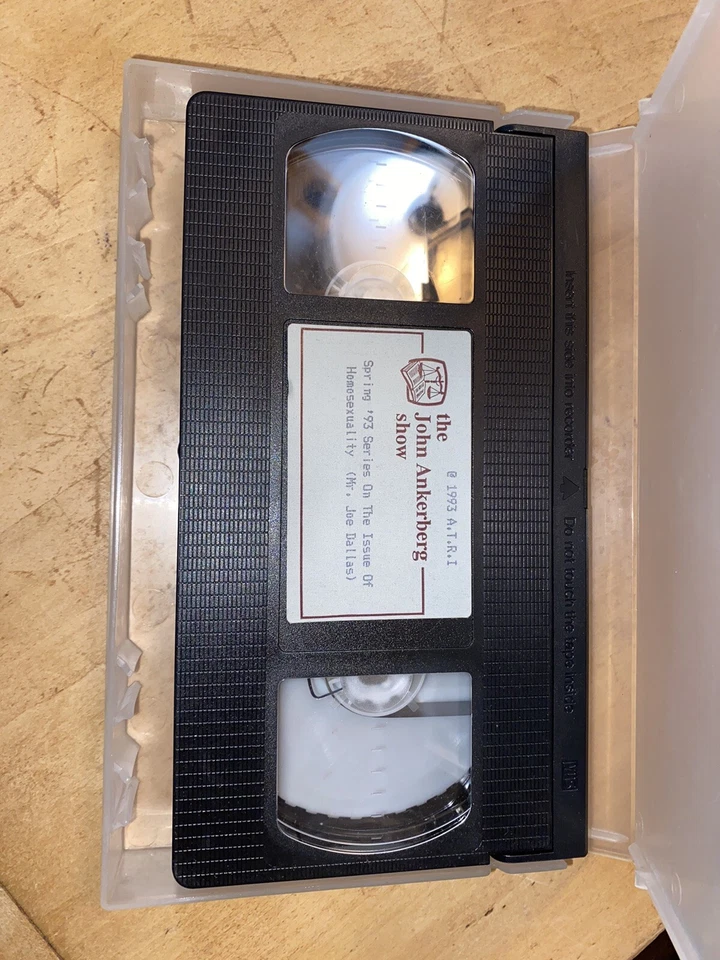 @ 1993 A.T.R.I
the
John Ankerberg
show
Spring '93 Series On The Issue Of
Homosexuality (Mr. Joe Dallas)
Insert this side into recorder
Do not touch the tape inside
VHS